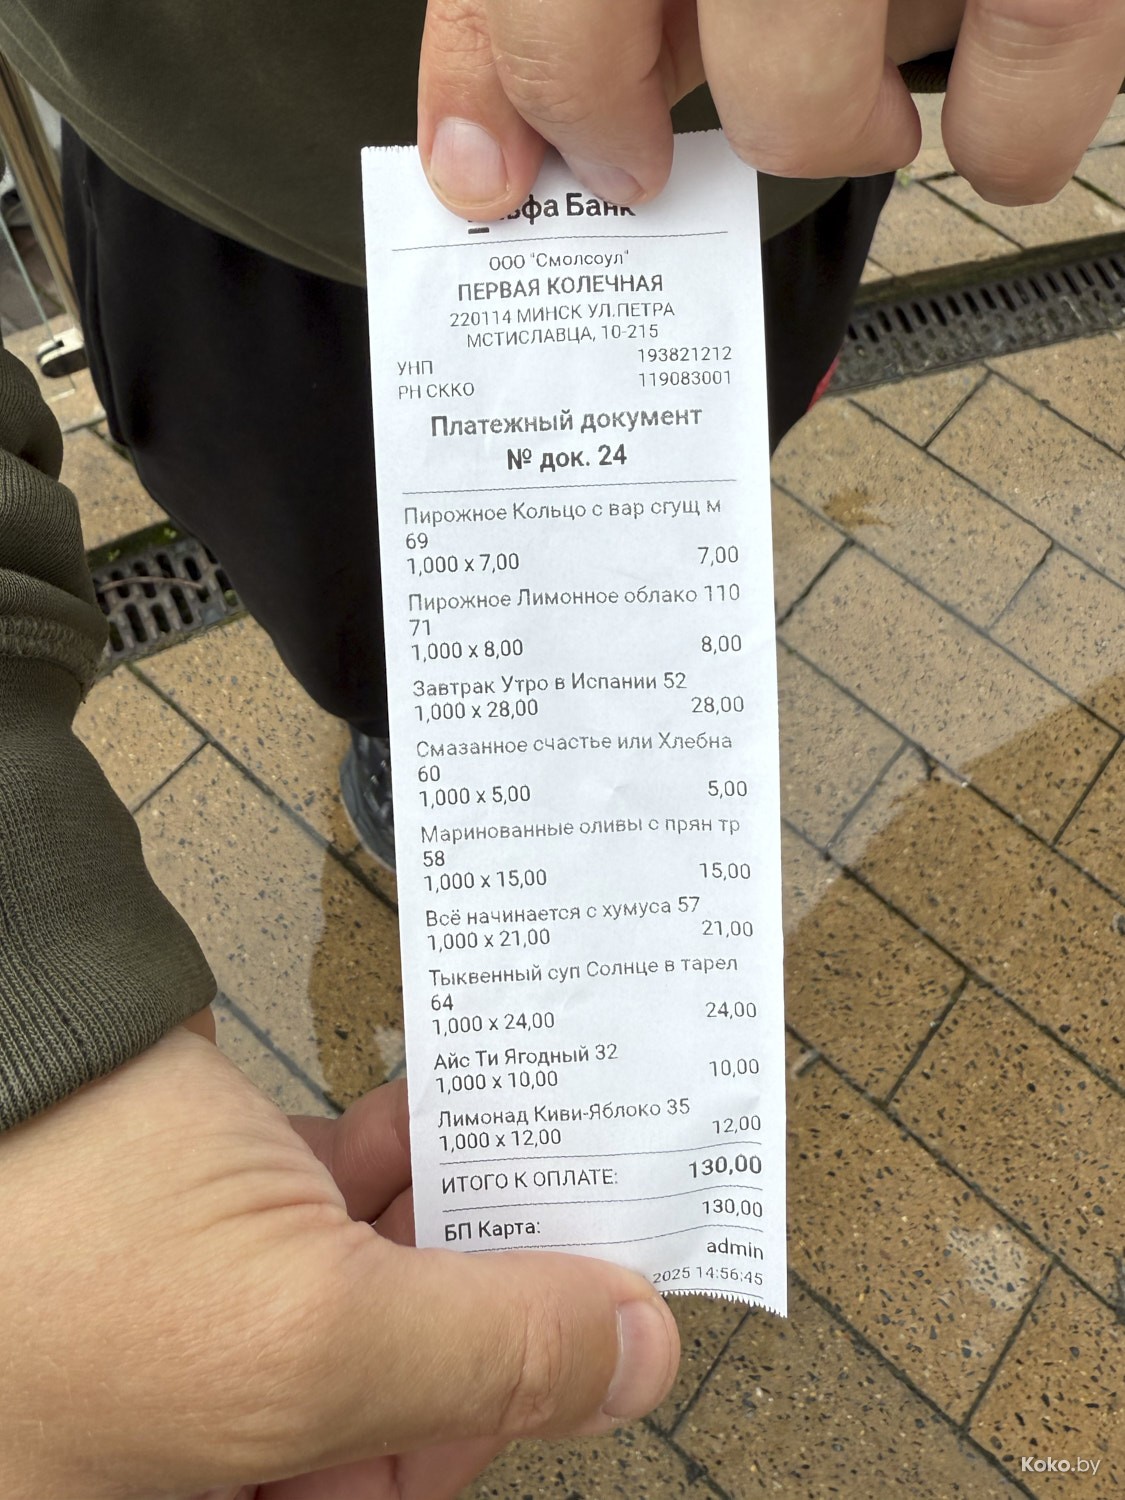 Банк
ООО "Смолсоул"
ПЕРВАЯ КОЛЕЧНАЯ
220114 МИНСК УЛ.ПЕТРА
МСТИСЛАВЦА, 10-215
УНП 193821212
РН СККО 119083001
Платежный документ
№ док. 24
Пирожное Кольцо с вар сгущ м
69
1,000 x 7,00 7,00
Пирожное Лимонное облако 110
71
1,000 x 8,00 8,00
Завтрак Утро в Испании 52
1,000 x 28,00 28,00
Смазанное счастье или Хлебна
60
1,000 x 5,00 5,00
Маринованные оливы с прян тр
58
1,000 x 15,00 15,00
Всё начинается с хумуса 57
1,000 x 21,00 21,00
Тыквенный суп Солнце в тарел
64
1,000 x 24,00 24,00
Айс Ти Ягодный 32
1,000 x 10,00 10,00
Лимонад Киви-Яблоко 35
1,000 x 12,00 12,00
ИТОГО К ОПЛАТЕ: 130,00
БП Карта: 130,00
admin
2025 14:56:45
Koko.by